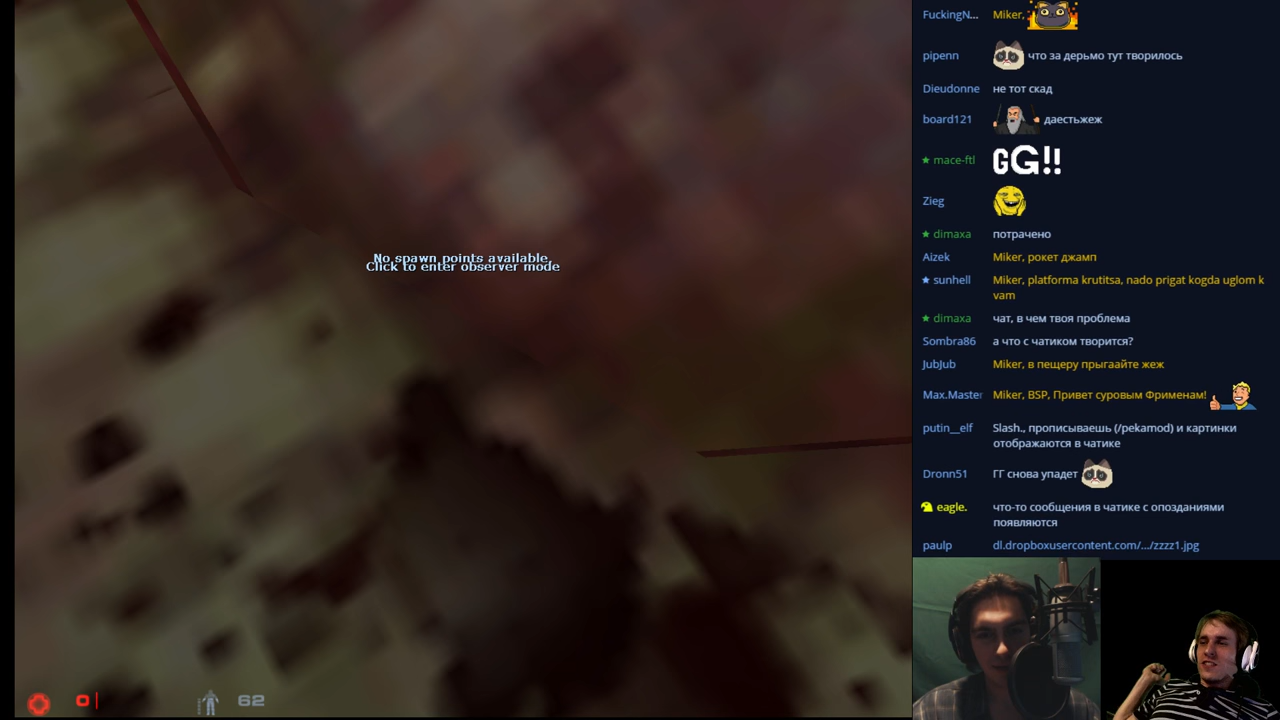 No spawn points available.
Click to enter observer mode
0
62
FuckingN... Miker,
pipenn что за дерьмо тут творилось
Dieudonne не тот скад
board121 даестьжеж
mace-ftl GG!!
Zieg
dimaxa потрачено
Aizek Miker, рокет джамп
sunhell Miker, platforma krutitsa, nado prigat kogda uglom k
vam
dimaxa чат, в чем твоя проблема
Sombra86 а что с чатиком творится?
JubJub Miker, в пещеру прыгаайте жеж
Max.Master Miker, BSP, Привет суровым Фрименам!
putin__elf Slash., прописываешь (/pekamod) и картинки
отображаются в чатике
Dronn51 ГГ снова упадет
eagle. что-то сообщения в чатике с опозданиями
появляются
paulp dl.dropboxusercontent.com/.../zzzz1.jpg